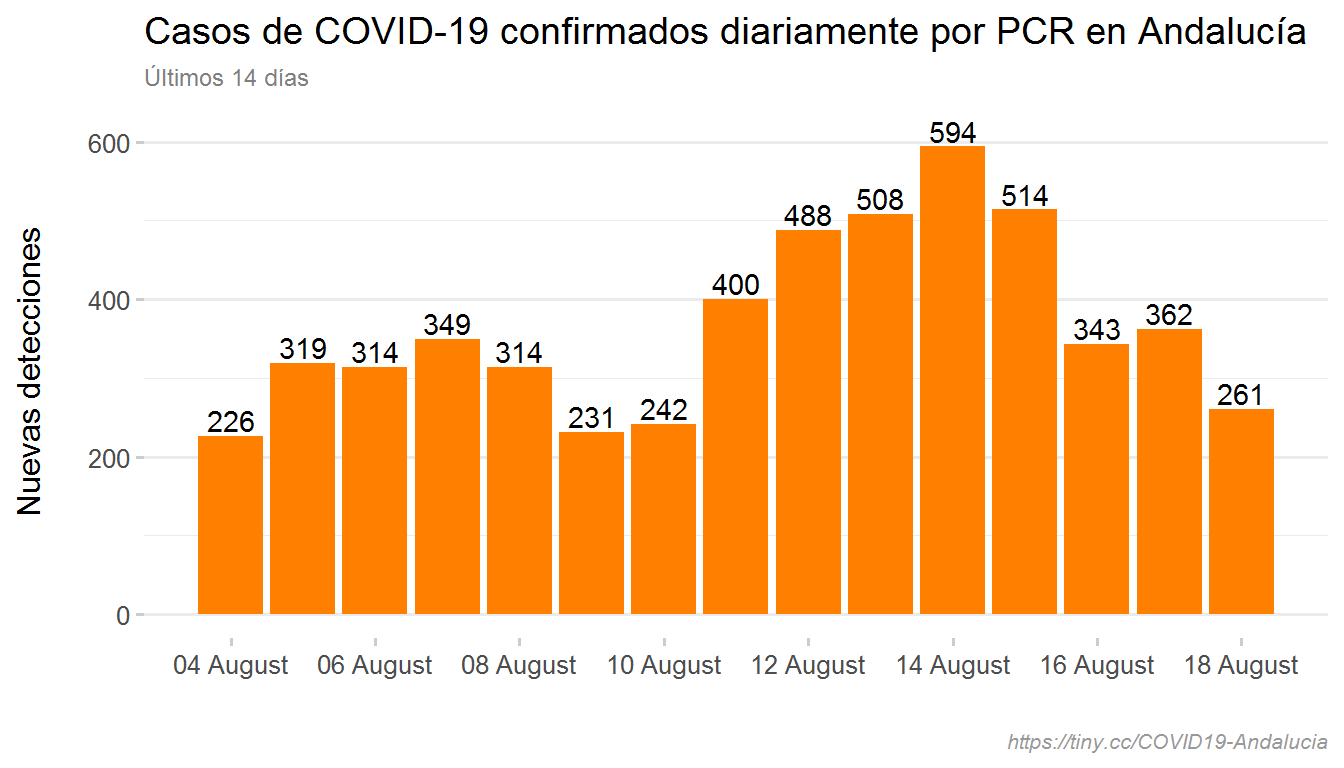 Casos de COVID-19 confirmados diariamente por PCR en Andalucía
Últimos 14 días
Nuevas detecciones
600
400
200
0
226
319
314
349
314
231
242
400
488
508
594
514
343
362
261
04 August
06 August
08 August
10 August
12 August
14 August
16 August
18 August
https://tiny.cc/COVID19-Andalucia